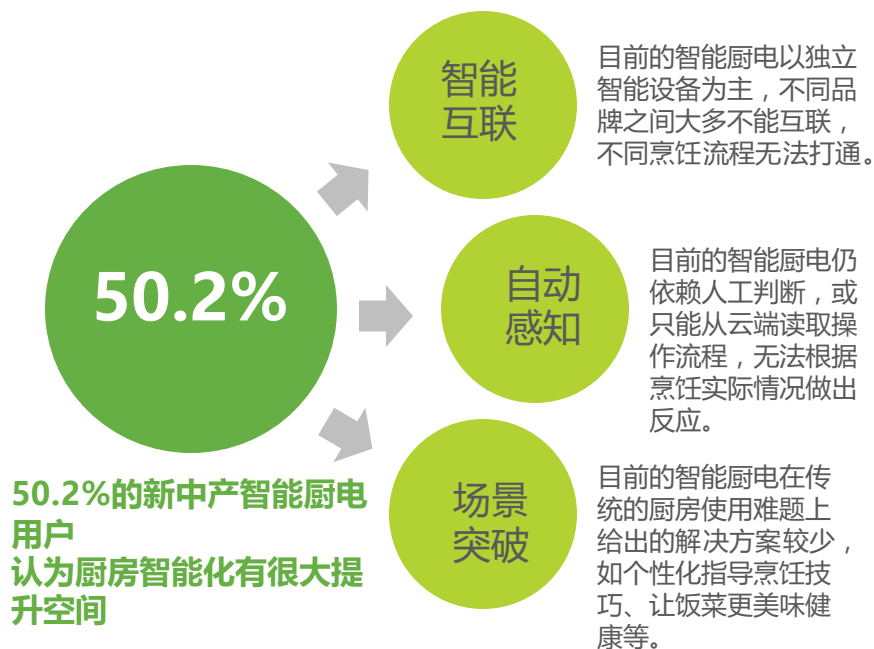 50.2%
50.2%的新中产智能厨电
用户
认为厨房智能化有很大提
升空间
智能
互联
目前的智能厨电以独立
智能设备为主，不同品
牌之间大多不能互联，
不同烹饪流程无法打通。
自动
感知
目前的智能厨电仍
依赖人工判断，或
只能从云端读取操
作流程，无法根据
烹饪实际情况做出
反应。
场景
突破
目前的智能厨电在传
统的厨房使用难题上
给出的解决方案较少，
如个性化指导烹饪技
巧、让饭菜更美味健
康等。